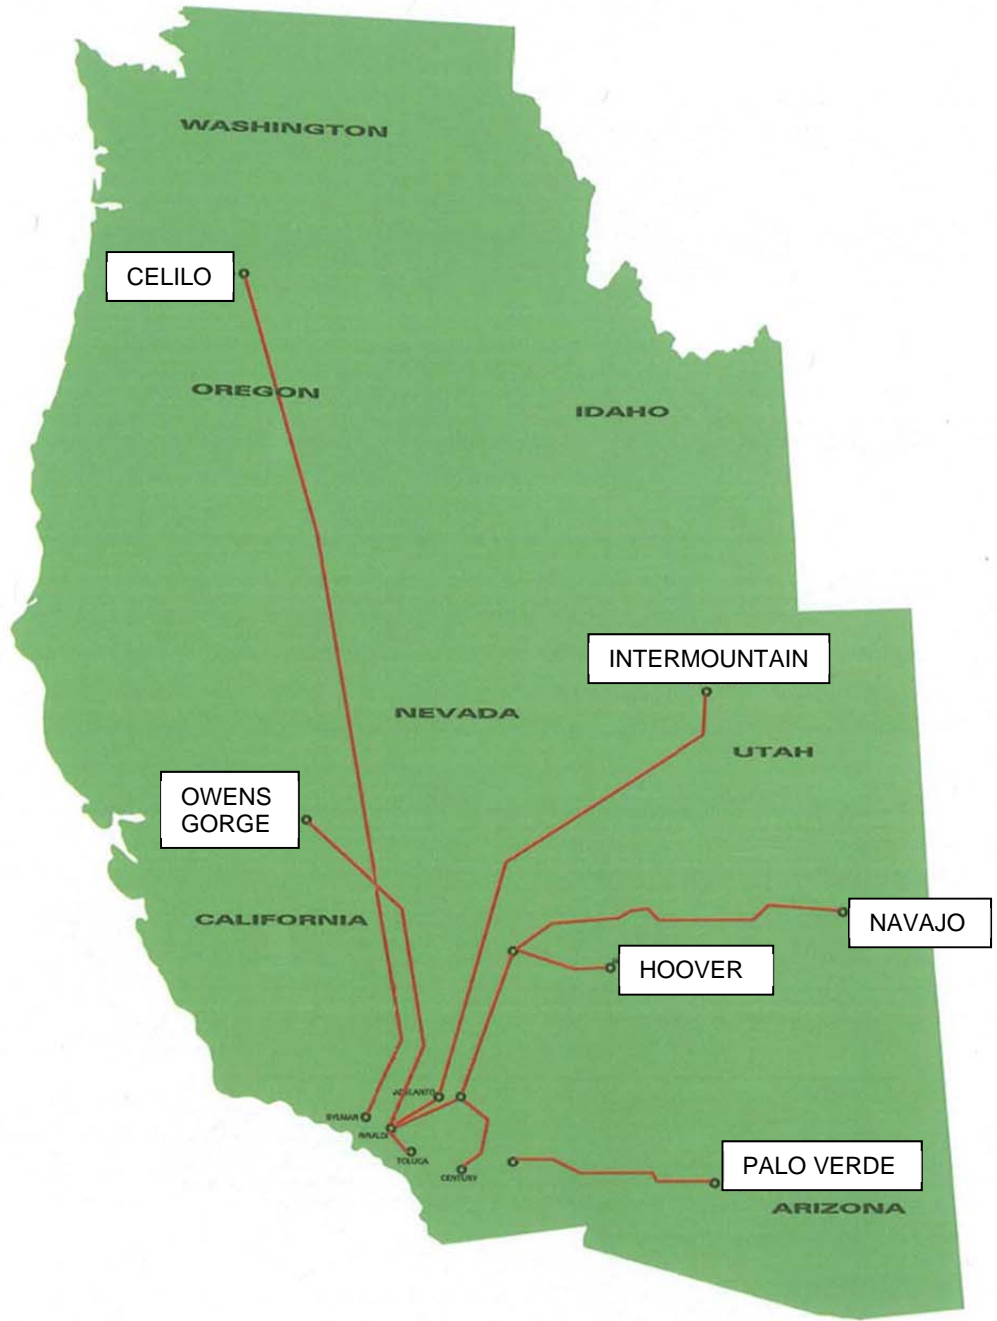 WASHINGTON
CELILO
OREGON
IDAHO
INTERMOUNTAIN
NEVADA
UTAH
OWENS
GORGE
CALIFORNIA
NAVAJO
HOOVER
ADELANTO
SYLMAR
RINALDI
TOLUCA
CENTURY
PALO VERDE
ARIZONA